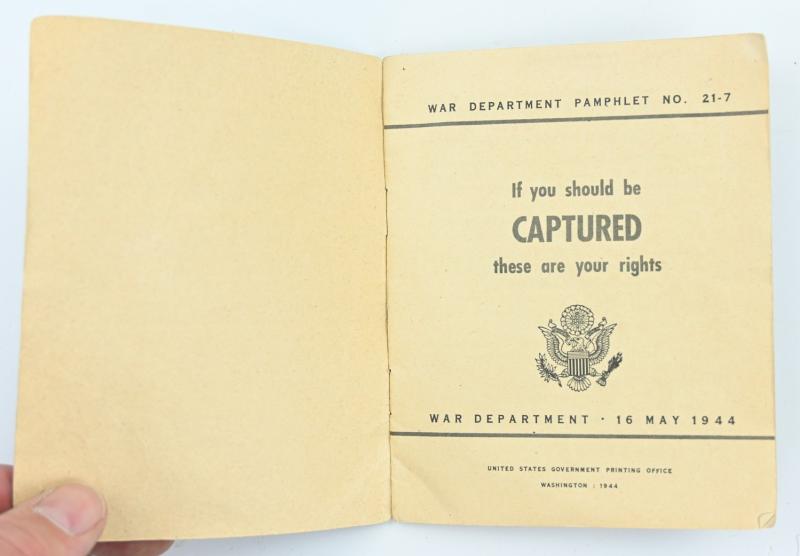 WAR DEPARTMENT PAMPHLET NO. 21-7
If you should be
CAPTURED
these are your rights
WAR DEPARTMENT · 16 MAY 1944
UNITED STATES GOVERNMENT PRINTING OFFICE
WASHINGTON : 1944